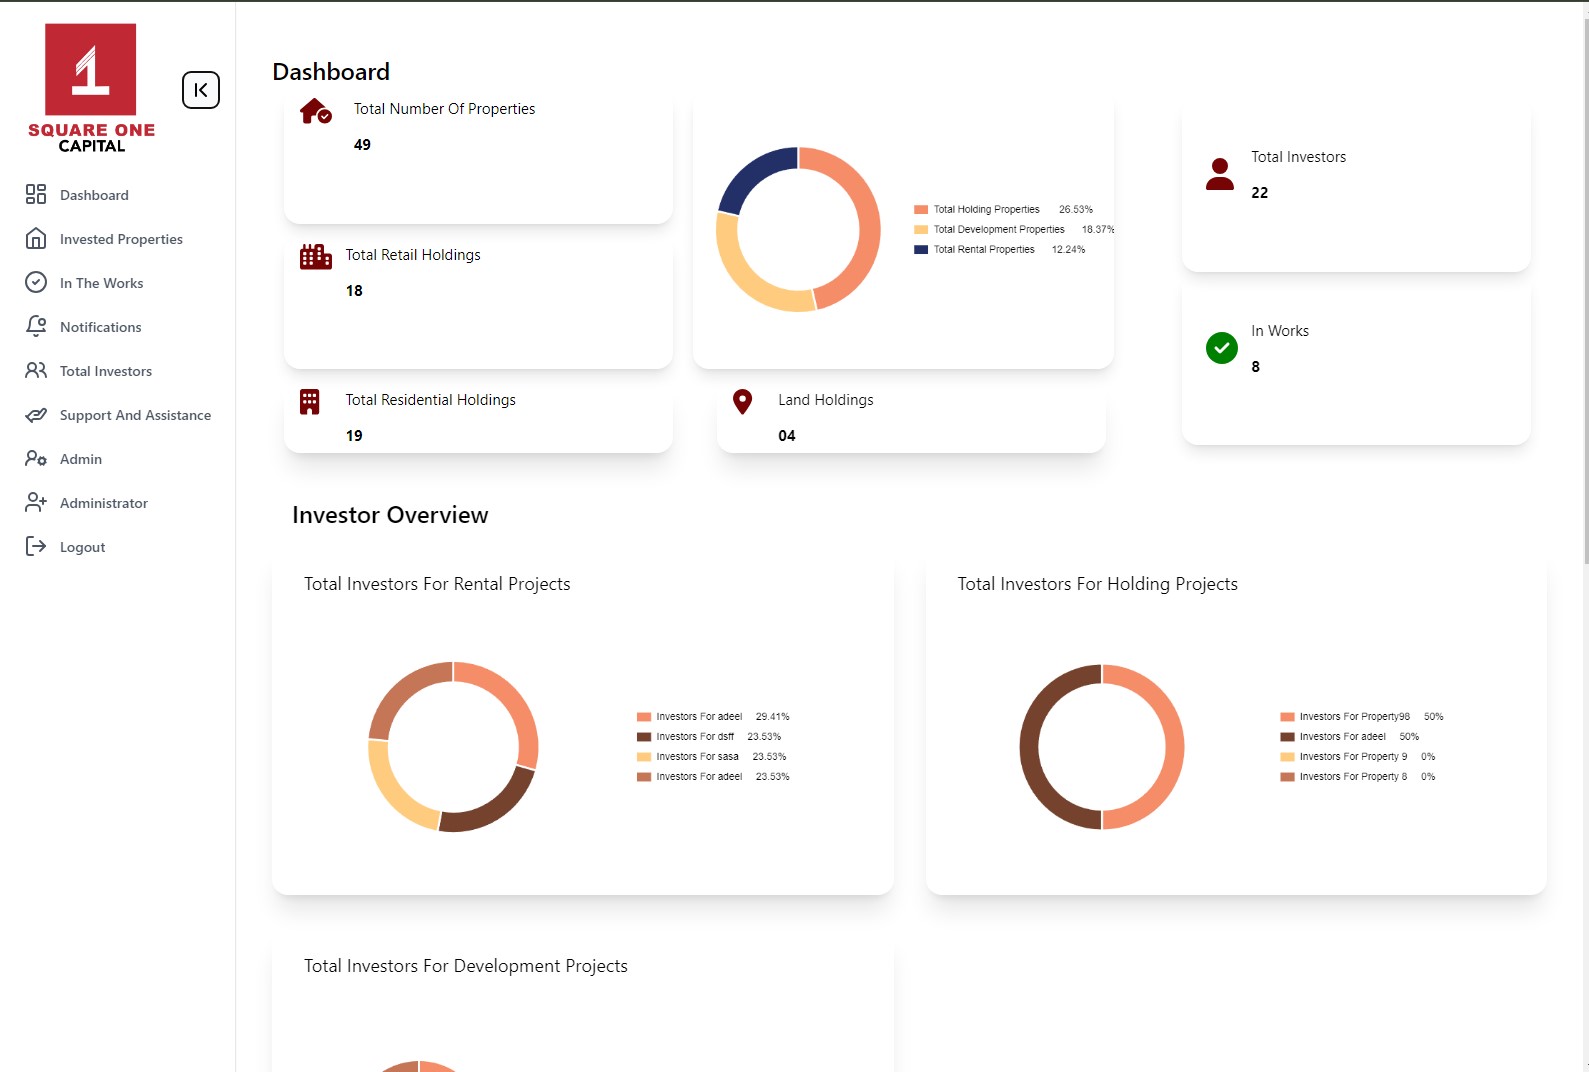 1
SQUARE ONE
CAPITAL
Dashboard
Invested Properties
In The Works
Notifications
Total Investors
Support And Assistance
Admin
Administrator
Logout
Dashboard
Total Number Of Properties
49
Total Retail Holdings
18
Total Residential Holdings
19
Total Holding Properties 26.53%
Total Development Properties 18.37%
Total Rental Properties 12.24%
Land Holdings
04
Total Investors
22
In Works
8
Investor Overview
Total Investors For Rental Projects
Investors For adeel 29.41%
Investors For dsff 23.53%
Investors For sasa 23.53%
Investors For adeel 23.53%
Total Investors For Holding Projects
Investors For Property98 50%
Investors For adeel 50%
Investors For Property 9 0%
Investors For Property 8 0%
Total Investors For Development Projects